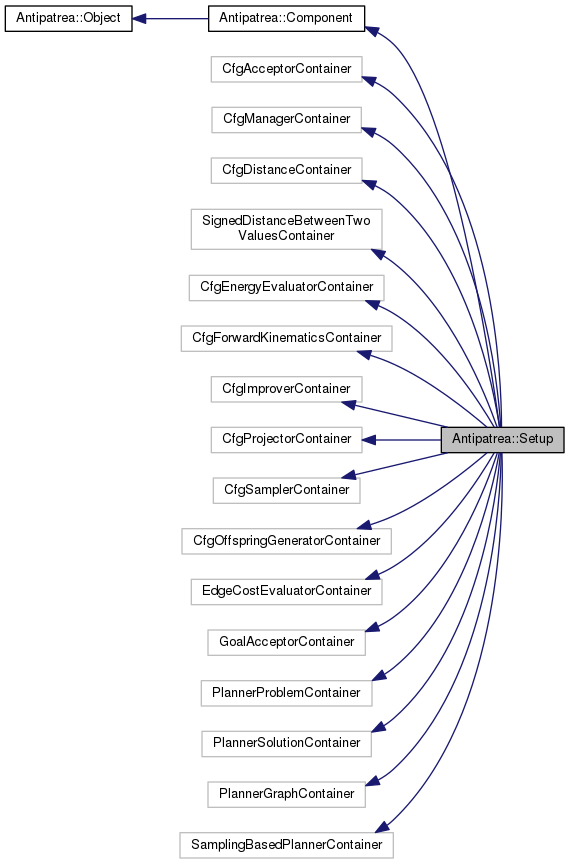 Antipatrea::Object
Antipatrea::Component
CfgAcceptorContainer
CfgManagerContainer
CfgDistanceContainer
SignedDistanceBetweenTwo
ValuesContainer
CfgEnergyEvaluatorContainer
CfgForwardKinematicsContainer
CfgImproverContainer
Antipatrea::Setup
CfgProjectorContainer
CfgSamplerContainer
CfgOffspringGeneratorContainer
EdgeCostEvaluatorContainer
GoalAcceptorContainer
PlannerProblemContainer
PlannerSolutionContainer
PlannerGraphContainer
SamplingBasedPlannerContainer